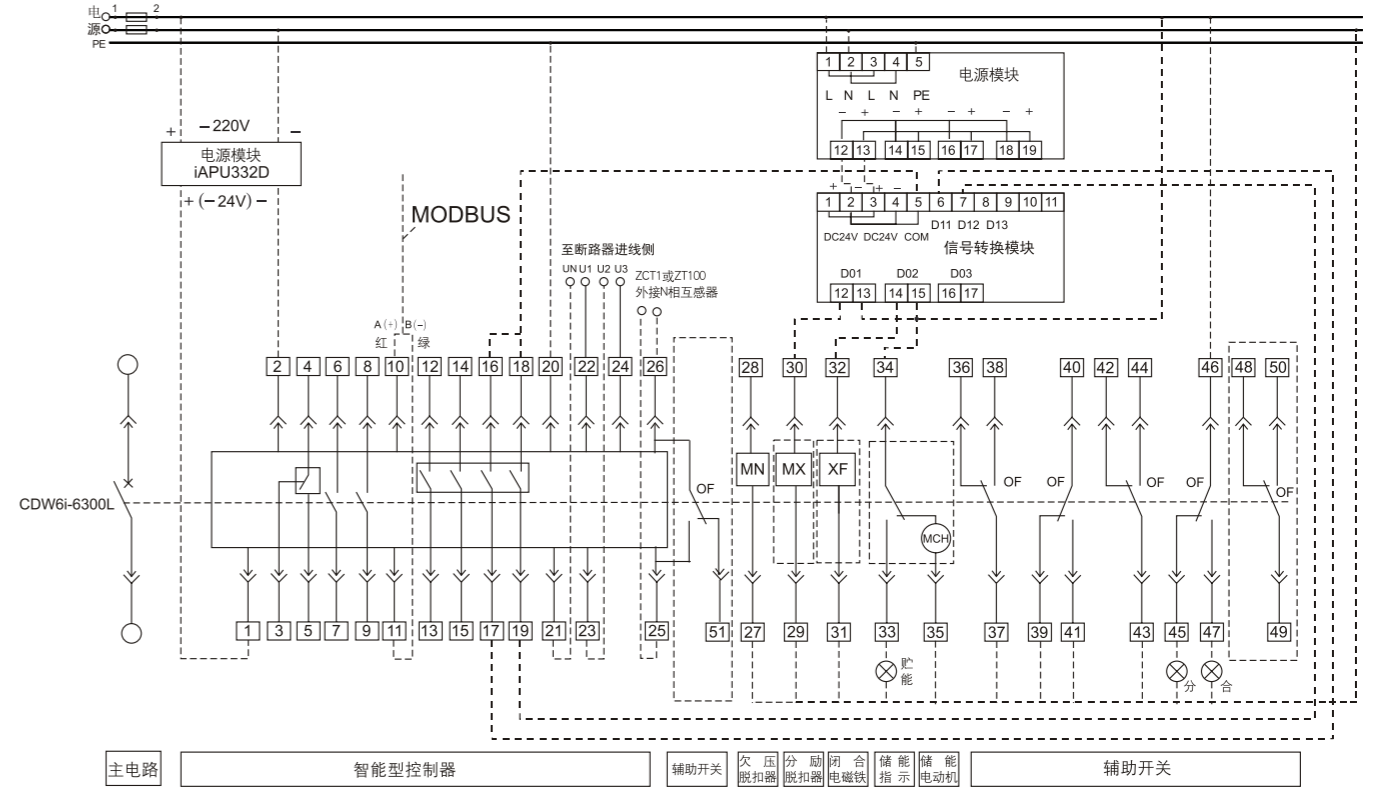 电 1 2
源
PE
1 2 3 4 5
电源模块
L N L N PE
− + − + − + − +
12 13 14 15 16 17 18 19
+ −220V −
电源模块
iAPU332D
+ (−24V) −
+ − + −
1 2 3 4 5 6 7 8 9 10 11
DC24V DC24V COM D11 D12 D13
信号转换模块
D01 D02 D03
12 13 14 15 16 17
MODBUS
至断路器进线侧
UN U1 U2 U3
ZCT1或ZT100
外接N相互感器
A(+) B(−)
红 绿
2 4 6 8 10 12 14 16 18 20 22 24 26 28 30 32 34 36 38 40 42 44 46 48 50
MN MX XF
OF OF OF OF OF OF
CDW6i-6300L
MCH
1 3 5 7 9 11 13 15 17 19 21 23 25 51 27 29 31 33 35 37 39 41 43 45 47 49
贮
能
分 合
主电路
智能型控制器
辅助开关
欠压
脱扣器
分励
脱扣器
闭合
电磁铁
储能
指示
储能
电动机
辅助开关